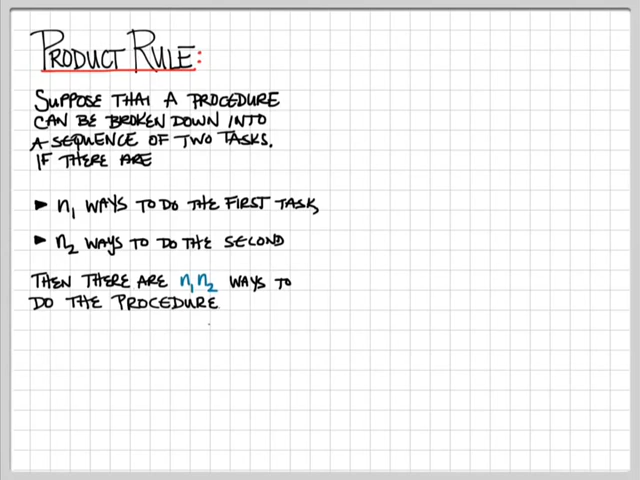 PRODUCT RULE:
SUPPOSE THAT A PROCEDURE
CAN BE BROKEN DOWN INTO
A SEQUENCE OF TWO TASKS.
IF THERE ARE
► n₁ WAYS TO DO THE FIRST TASK,
► n₂ WAYS TO DO THE SECOND
THEN THERE ARE n₁n₂ WAYS TO
DO THE PROCEDURE